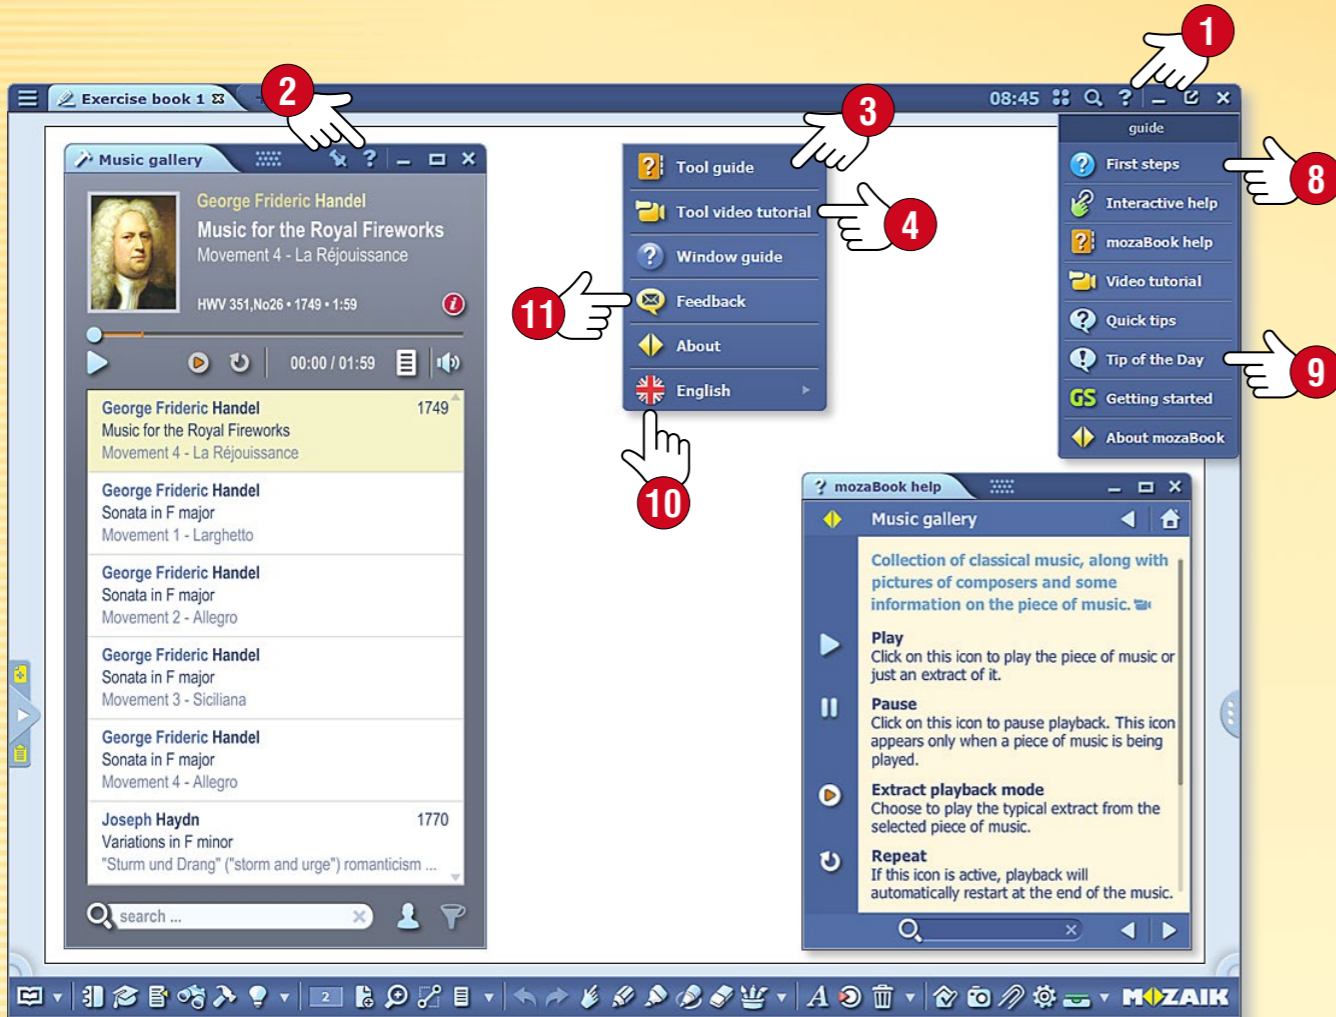 1
2
Exercise book 1
08:45
?
guide
First steps
Interactive help
mozaBook help
Video tutorial
Quick tips
Tip of the Day
GS Getting started
About mozaBook
8
9
3
4
Tool guide
Tool video tutorial
Window guide
Feedback
About
English
11
10
Music gallery
?
George Frideric Handel
Music for the Royal Fireworks
Movement 4 - La Réjouissance
HWV 351,No26 • 1749 • 1:59
i
00:00 / 01:59
George Frideric Handel 1749
Music for the Royal Fireworks
Movement 4 - La Réjouissance
George Frideric Handel
Sonata in F major
Movement 1 - Larghetto
George Frideric Handel
Sonata in F major
Movement 2 - Allegro
George Frideric Handel
Sonata in F major
Movement 3 - Siciliana
George Frideric Handel
Sonata in F major
Movement 4 - Allegro
Joseph Haydn 1770
Variations in F minor
"Sturm und Drang" ("storm and urge") romanticism ...
search ...
? mozaBook help
Music gallery
Collection of classical music, along with
pictures of composers and some
information on the piece of music.
Play
Click on this icon to play the piece of music or
just an extract of it.
Pause
Click on this icon to pause playback. This icon
appears only when a piece of music is being
played.
Extract playback mode
Choose to play the typical extract from the
selected piece of music.
Repeat
If this icon is active, playback will
automatically restart at the end of the music.
2
A
MOZAIK